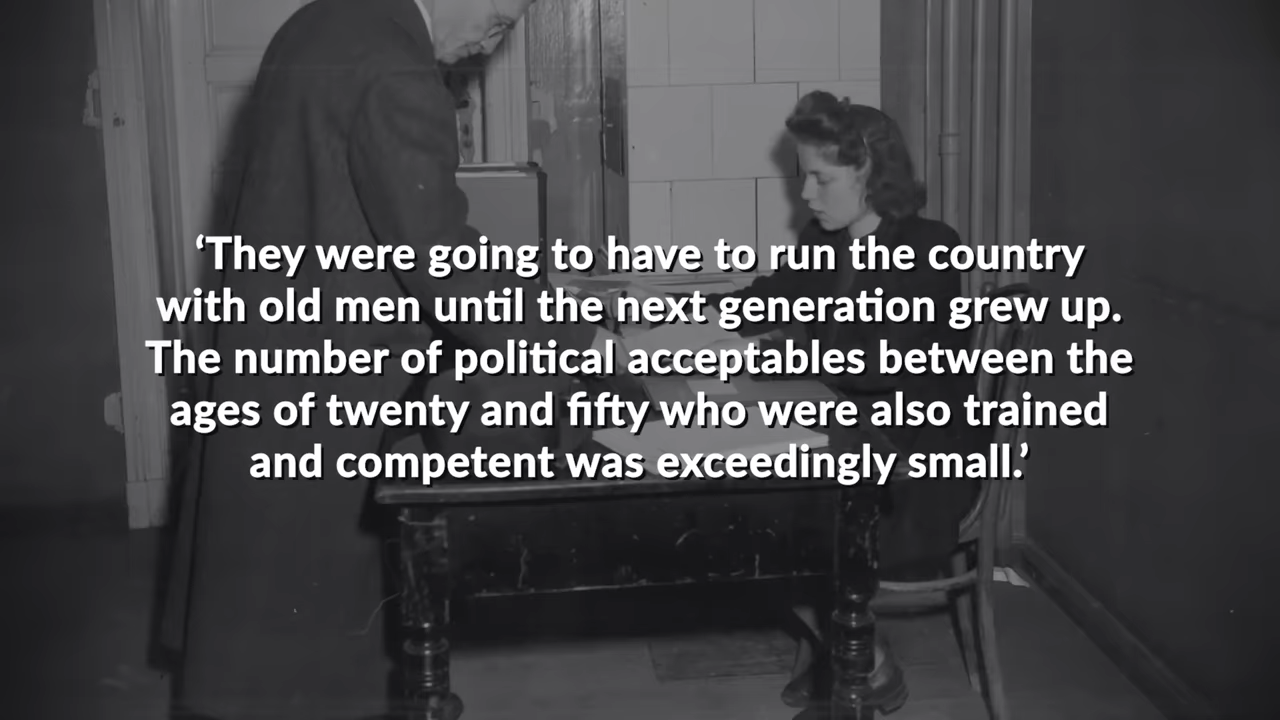 ‘They were going to have to run the country
with old men until the next generation grew up.
The number of political acceptables between the
ages of twenty and fifty who were also trained
and competent was exceedingly small.’